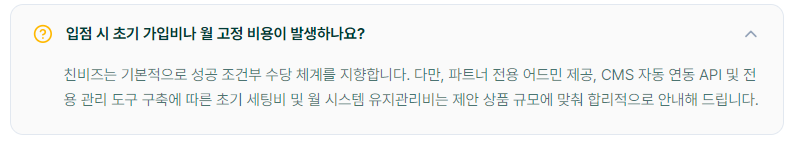 입점 시 초기 가입비나 월 고정 비용이 발생하나요?
친비즈는 기본적으로 성공 조건부 수당 체계를 지향합니다. 다만, 파트너 전용 어드민 제공, CMS 자동 연동 API 및 전
용 관리 도구 구축에 따른 초기 세팅비 및 월 시스템 유지관리비는 제안 상품 규모에 맞춰 합리적으로 안내해 드립니다.